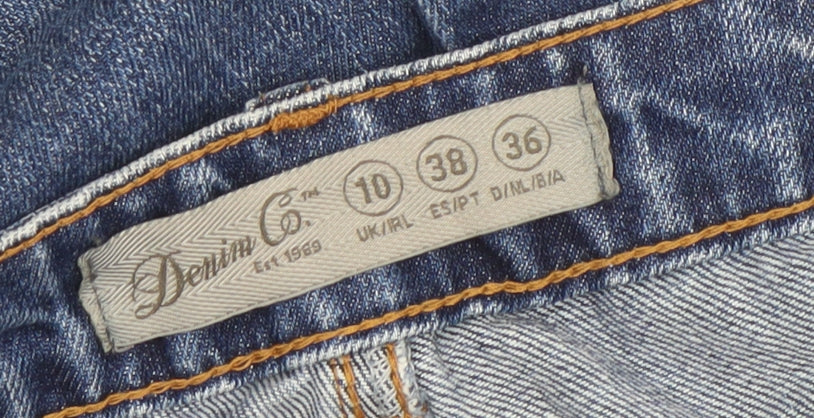 Denim Co.™
Est 1969
10 38 36
UK/IRL ES/PT D/NL/B/A